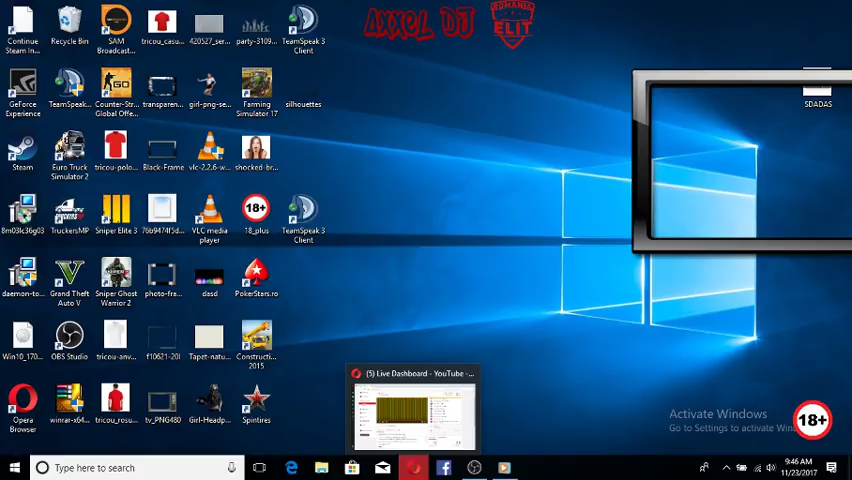 Axxel DJ
ROMANIA
ELIT
Continue
Steam In...
Recycle Bin
SAM
Broadcast...
tricou_casu...
420527_ser...
party-3109...
TeamSpeak 3
Client
GeForce
Experience
TeamSpeak...
Counter-Str...
Global Offe...
transparen...
girl-png-se...
Farming
Simulator 17
silhouettes
SDADAS
Steam
Euro Truck
Simulator 2
tricou-polo...
Black-Frame
vlc-2.2.6-w...
shocked-br...
8m03lc36g03
TruckersMP
Sniper Elite 3
76b9474f5d...
VLC media
player
18+
18_plus
TeamSpeak 3
Client
daemon-to...
Grand Theft
Auto V
Sniper Ghost
Warrior 2
photo-fra...
dasd
PokerStars.ro
Win10_170...
OBS Studio
tricou-anv...
f10621-20l
Tapet-natu...
Constructi...
2015
Opera
Browser
winrar-x64...
tricou_rosu...
tv_PNG480
Girl-Headp...
Spintires
(5) Live Dashboard - YouTube -...
Activate Windows
Go to Settings to activate Win
18+
Type here to search
9:46 AM
11/23/2017